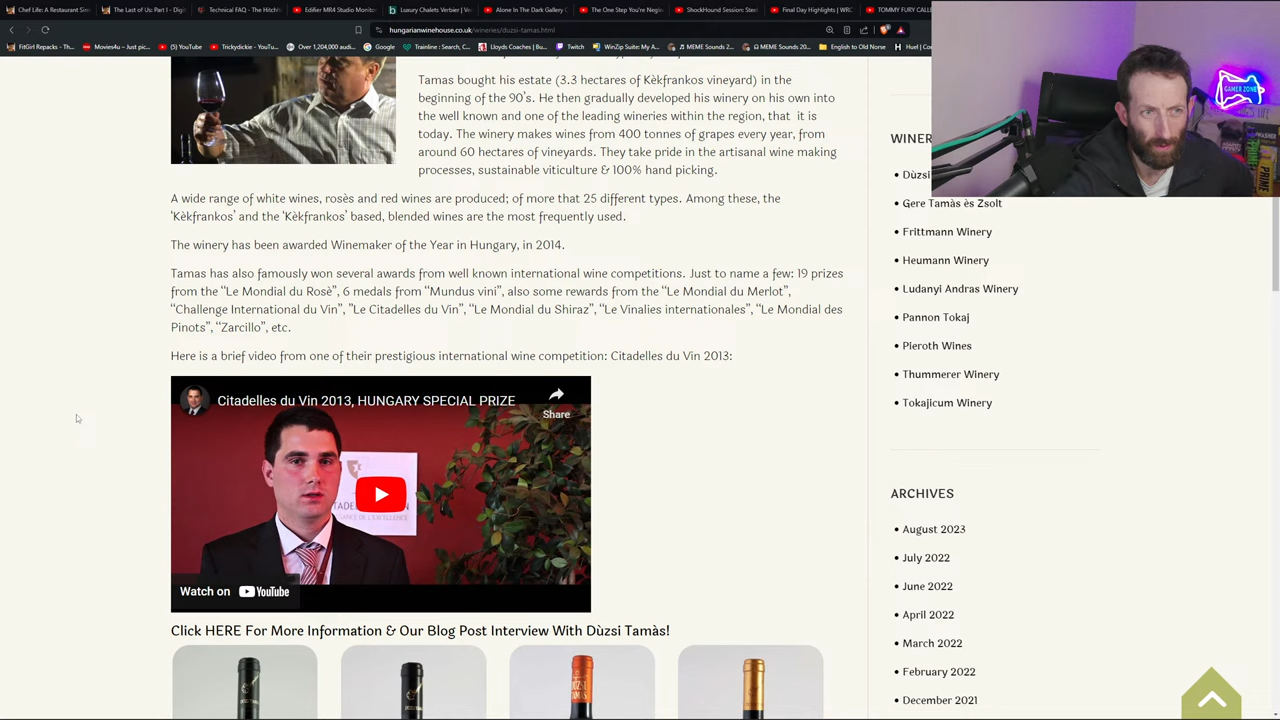 Chef Life: A Restaurant Sim
The Last of Us: Part I - Digi
Technical FAQ - The Hitchh
Edifier MR4 Studio Monitor
Luxury Chalets Verbier | Ver
Alone In The Dark Gallery C
The One Step You're Negle
ShockHound Session: Ster
Final Day Highlights | WRC
TOMMY FURY CALL
hungarianwinehouse.co.uk/wineries/duzsi-tamas.html
FitGirl Repacks - Th...
Movies4u – Just pic...
(5) YouTube
Trickydickie - YouTu...
Over 1,204,000 audi...
Google
Trainline : Search, C...
Lloyds Coaches | Bu...
Twitch
WinZip Suite: My A...
MEME Sounds 2...
MEME Sounds 20...
English to Old Norse
Huel | Co
GAMER ZONE
Tamas bought his estate (3.3 hectares of Kèkfrankos vineyard) in the
beginning of the 90's. He then gradually developed his winery on his own into
the well known and one of the leading wineries within the region, that it is
today. The winery makes wines from 400 tonnes of grapes every year, from
around 60 hectares of vineyards. They take pride in the artisanal wine making
processes, sustainable viticulture & 100% hand picking.
A wide range of white wines, rosès and red wines are produced; of more that 25 different types. Among these, the
'Kèkfrankos' and the 'Kèkfrankos' based, blended wines are the most frequently used.
The winery has been awarded Winemaker of the Year in Hungary, in 2014.
Tamas has also famously won several awards from well known international wine competitions. Just to name a few: 19 prizes
from the “Le Mondial du Rosè”, 6 medals from “Mundus vini”, also some rewards from the “Le Mondial du Merlot”,
“Challenge International du Vin”, ”Le Citadelles du Vin”, “Le Mondial du Shiraz”, “Le Vinalies internationales”, “Le Mondial des
Pinots”, “Zarcillo”, etc.
Here is a brief video from one of their prestigious international wine competition: Citadelles du Vin 2013:
Citadelles du Vin 2013, HUNGARY SPECIAL PRIZE
Share
Watch on YouTube
Click HERE For More Information & Our Blog Post Interview With Dùzsi Tamàs!
DUZSI
TAMÁS
WINER
• Dùzsi
• Gere Tamàs ès Zsolt
• Frittmann Winery
• Heumann Winery
• Ludanyi Andras Winery
• Pannon Tokaj
• Pieroth Wines
• Thummerer Winery
• Tokajicum Winery
ARCHIVES
• August 2023
• July 2022
• June 2022
• April 2022
• March 2022
• February 2022
• December 2021